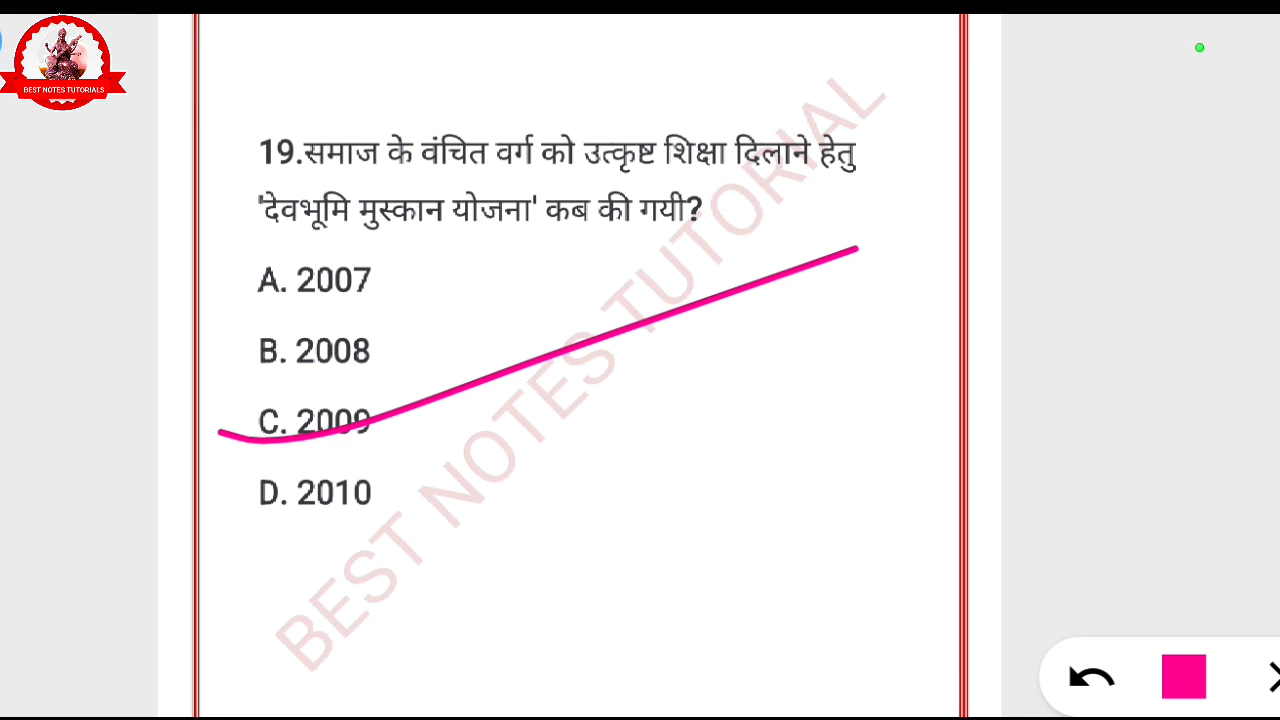 BEST NOTES TUTORIALS
19.समाज के वंचित वर्ग को उत्कृष्ट शिक्षा दिलाने हेतु
'देवभूमि मुस्कान योजना' कब की गयी?
A. 2007
B. 2008
C. 2009
D. 2010
BEST NOTES TUTORIAL